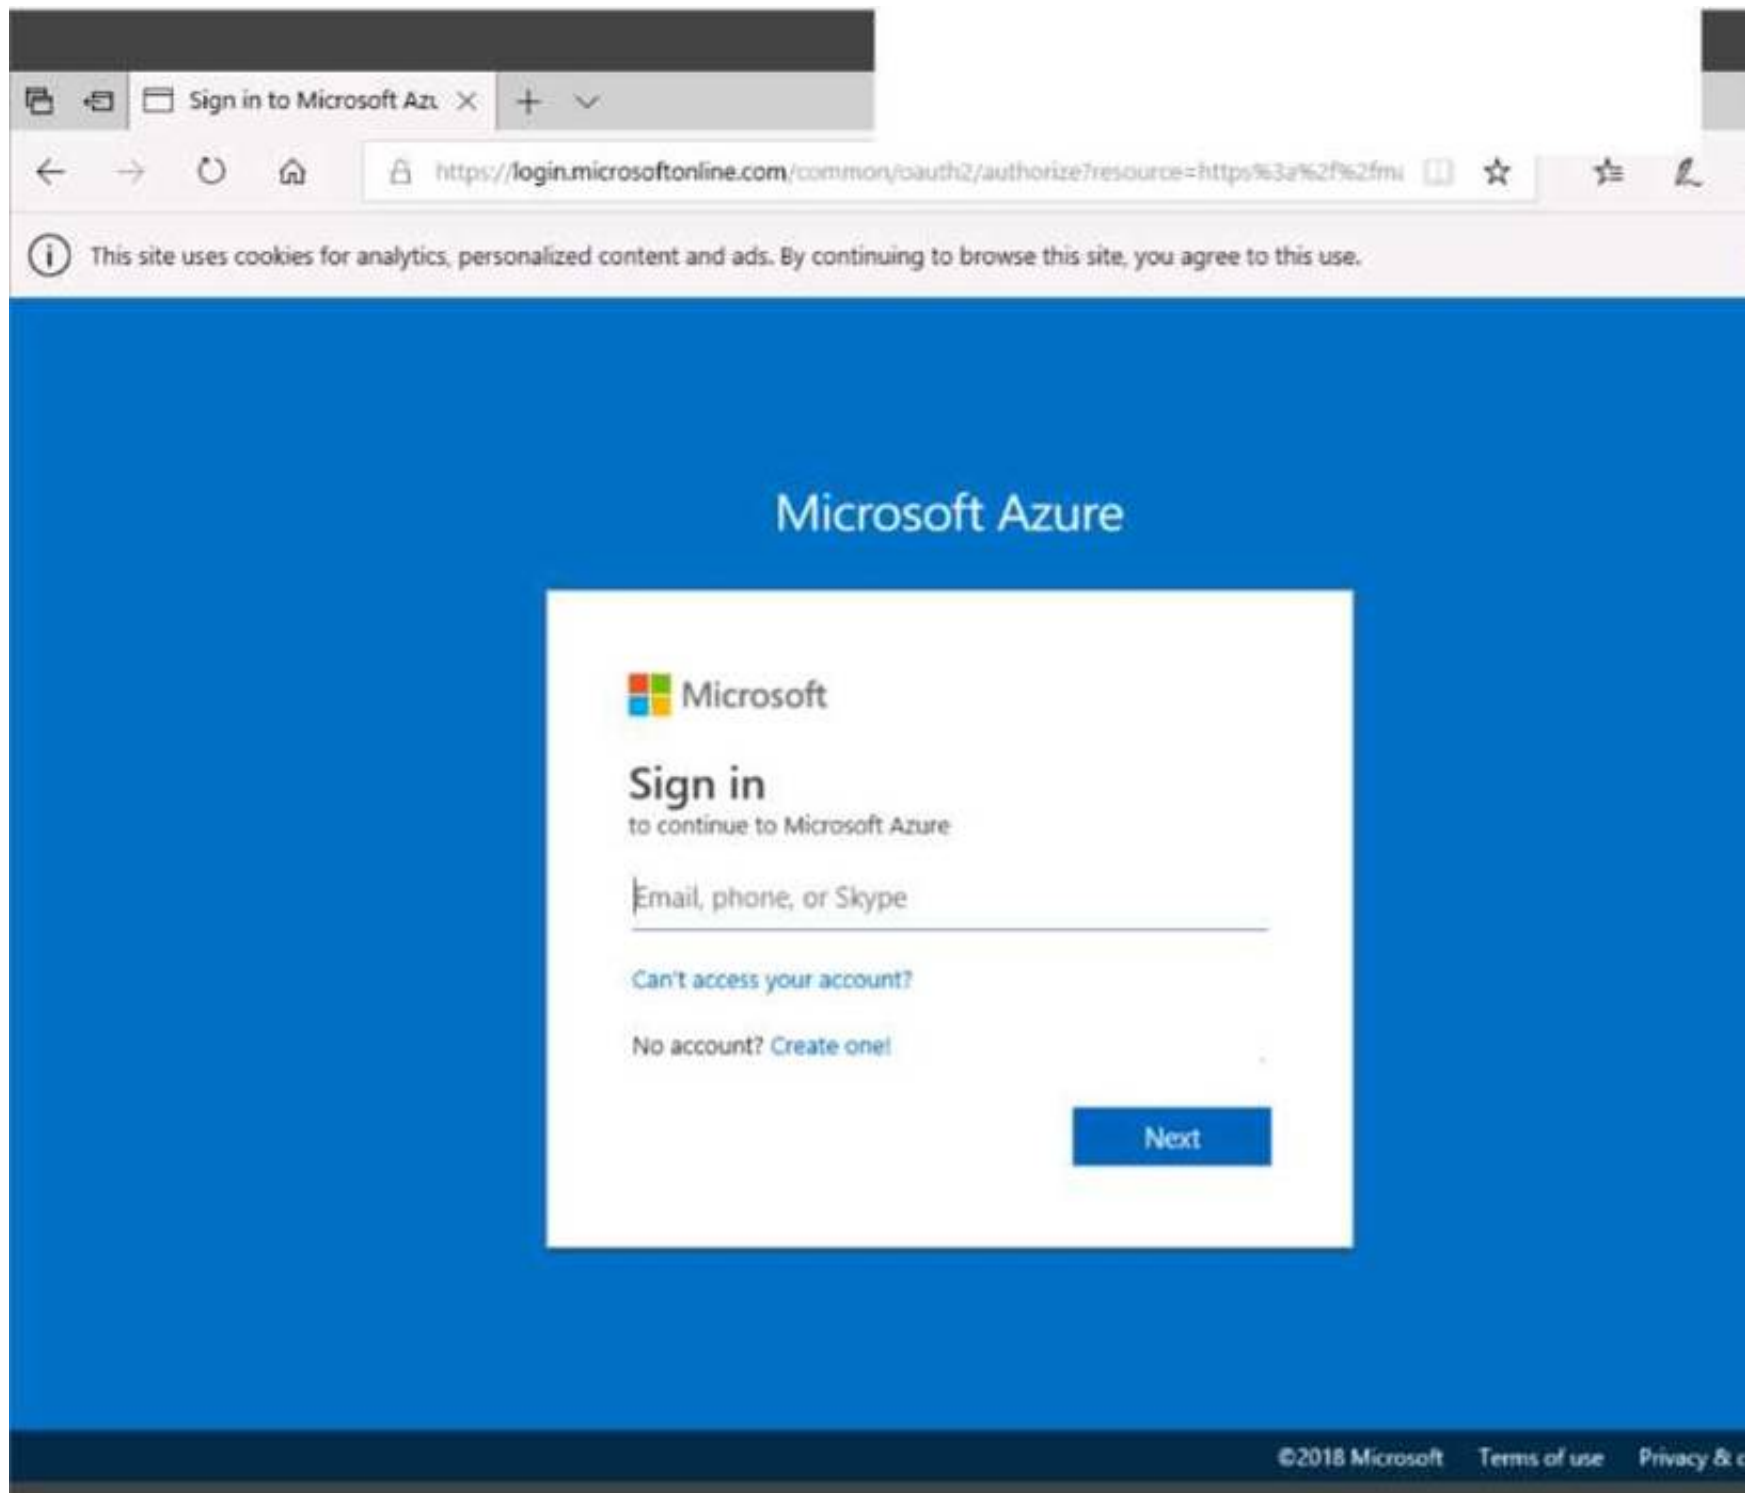 Sign in to Microsoft Azu
https://login.microsoftonline.com/common/oauth2/authorize?resource=https%3a%2f%2fma
This site uses cookies for analytics, personalized content and ads. By continuing to browse this site, you agree to this use.
Microsoft Azure
Microsoft
Sign in
to continue to Microsoft Azure
Email, phone, or Skype
Can't access your account?
No account? Create one!
Next
©2018 Microsoft Terms of use Privacy & c